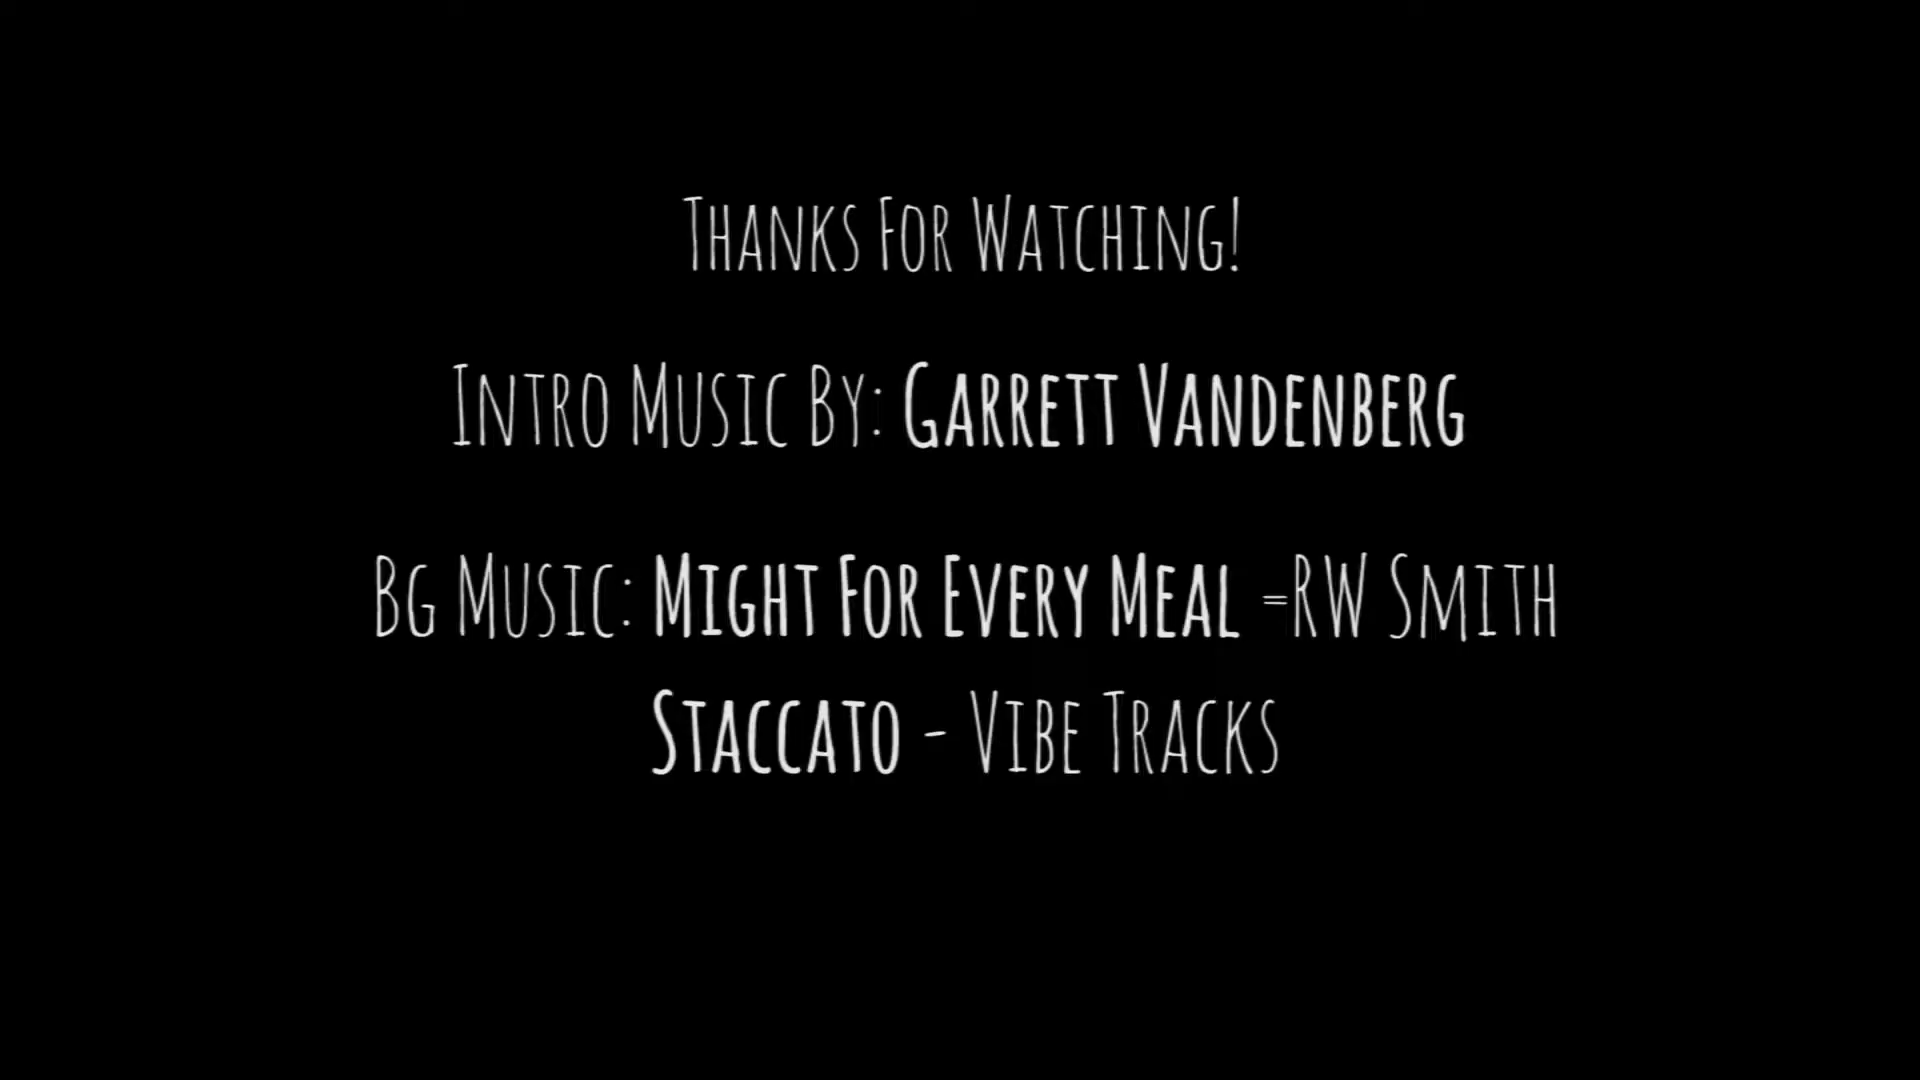 Thanks For Watching!
Intro Music By: Garrett Vandenberg
Bg Music: Might For Every Meal =RW Smith
Staccato - Vibe Tracks